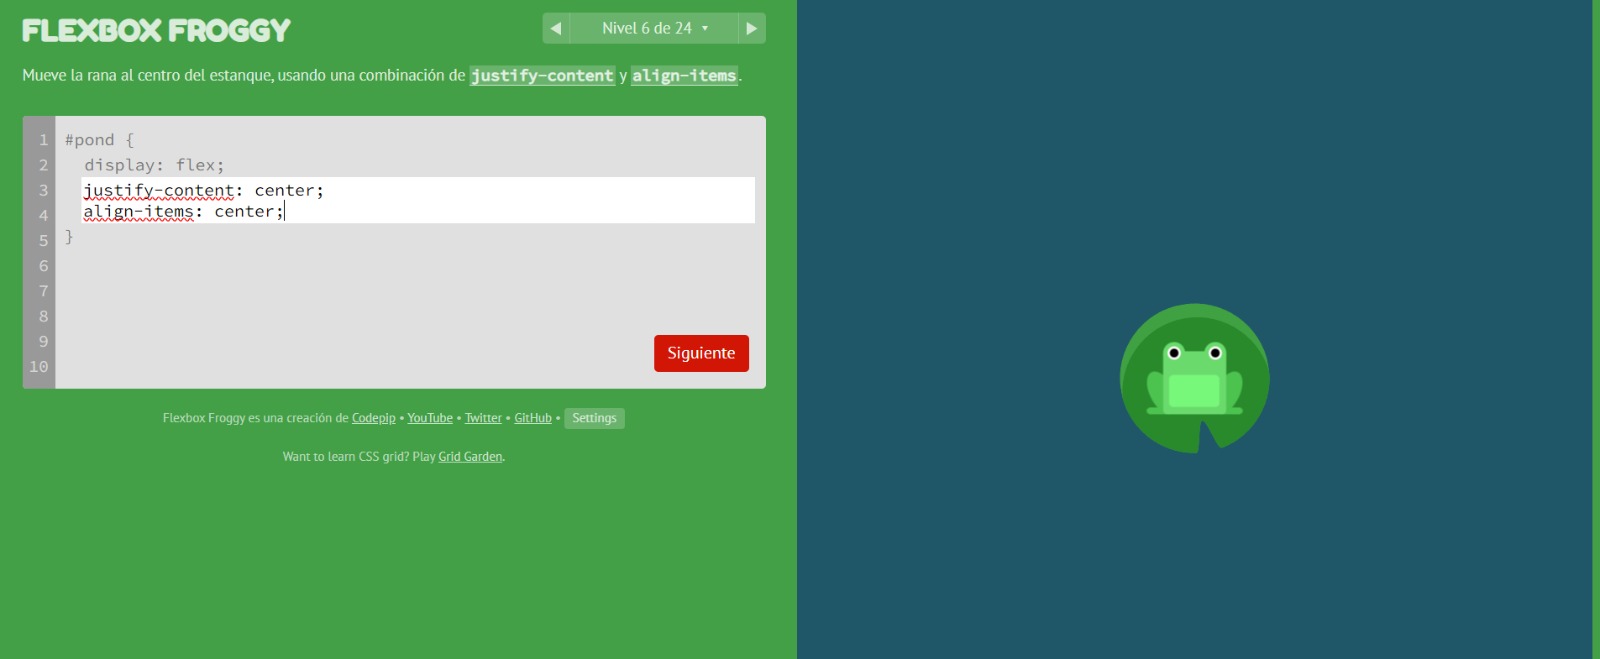 FLEXBOX FROGGY
◀ Nivel 6 de 24 ▾ ▶
Mueve la rana al centro del estanque, usando una combinación de justify-content y align-items.
1 #pond {
2 display: flex;
3 justify-content: center;
4 align-items: center;
5 }
6
7
8
9
10
Siguiente
Flexbox Froggy es una creación de Codepip • YouTube • Twitter • GitHub • Settings
Want to learn CSS grid? Play Grid Garden.